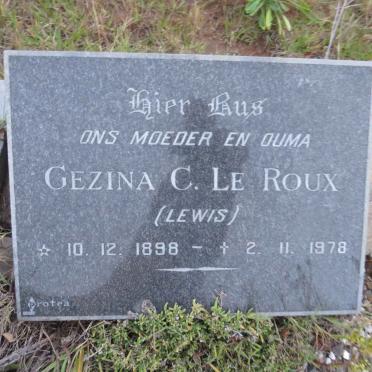 Hier Rus
ONS MOEDER EN OUMA
GEZINA C. LE ROUX
(LEWIS)
☆ 10. 12. 1898 – † 2. 11. 1978
Protea